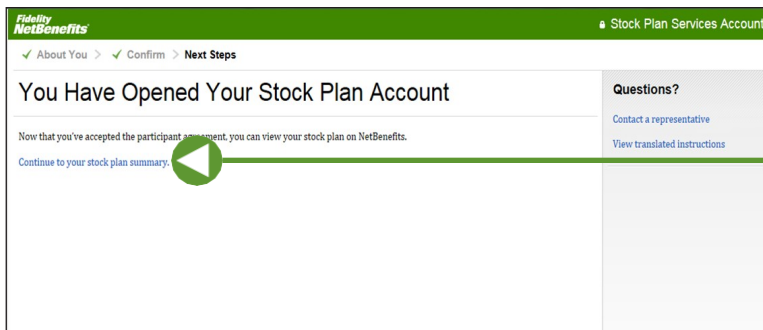 Fidelity
NetBenefits
Stock Plan Services Account
About You > Confirm > Next Steps
You Have Opened Your Stock Plan Account
Now that you've accepted the participant agreement, you can view your stock plan on NetBenefits.
Continue to your stock plan summary.
Questions?
Contact a representative
View translated instructions